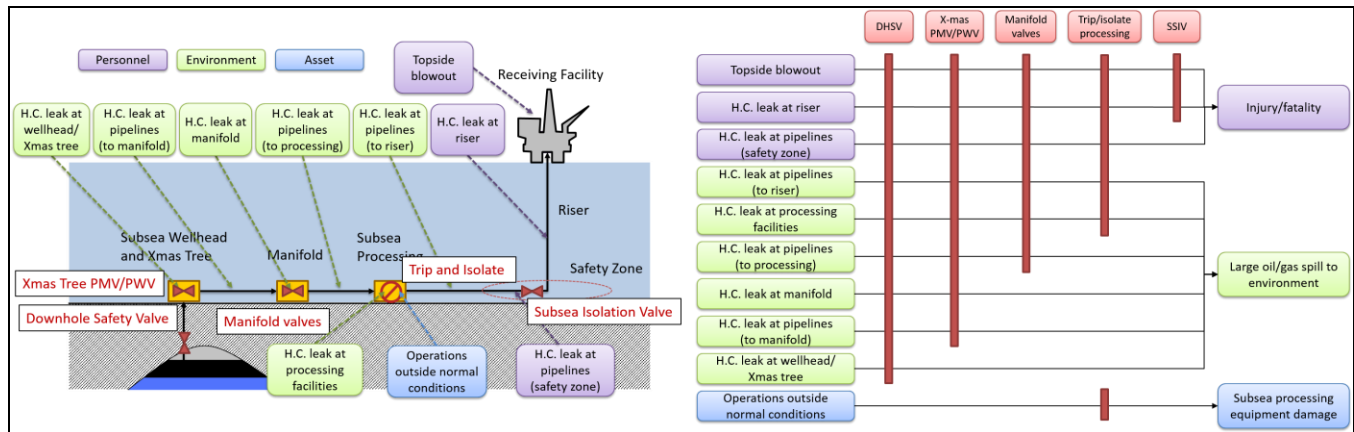 Personnel
Environment
Asset
Topside
blowout
Receiving Facility
H.C. leak at
wellhead/
Xmas tree
H.C. leak at
pipelines
(to manifold)
H.C. leak at
manifold
H.C. leak at
pipelines
(to processing)
H.C. leak at
pipelines
(to riser)
H.C. leak at
riser
Riser
Subsea Wellhead
and Xmas Tree
Manifold
Subsea
Processing
Trip and Isolate
Safety Zone
Xmas Tree PMV/PWV
Downhole Safety Valve
Manifold valves
Subsea Isolation Valve
H.C. leak at
processing
facilities
Operations
outside normal
conditions
H.C. leak at
pipelines
(safety zone)
DHSV
X-mas
PMV/PWV
Manifold
valves
Trip/isolate
processing
SSIV
Topside blowout
H.C. leak at riser
H.C. leak at pipelines
(safety zone)
H.C. leak at pipelines
(to riser)
H.C. leak at processing
facilities
H.C. leak at pipelines
(to processing)
H.C. leak at manifold
H.C. leak at pipelines
(to manifold)
H.C. leak at wellhead/
Xmas tree
Operations outside
normal conditions
Injury/fatality
Large oil/gas spill to
environment
Subsea processing
equipment damage